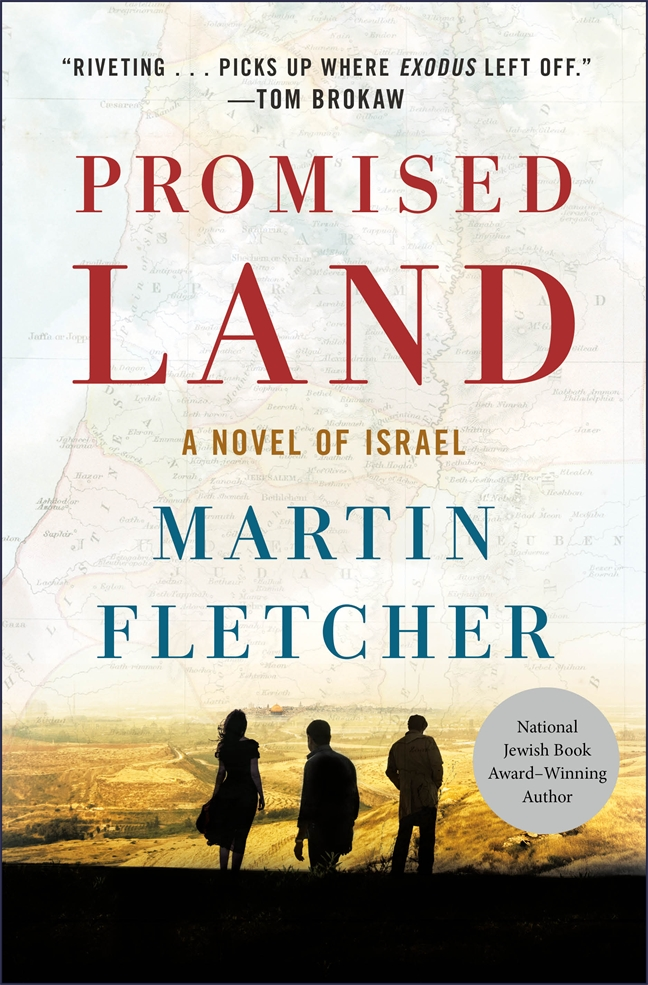 “RIVETING . . . PICKS UP WHERE EXODUS LEFT OFF.”
—TOM BROKAW
PROMISED
LAND
A NOVEL OF ISRAEL
MARTIN
FLETCHER
National
Jewish Book
Award–Winning
Author